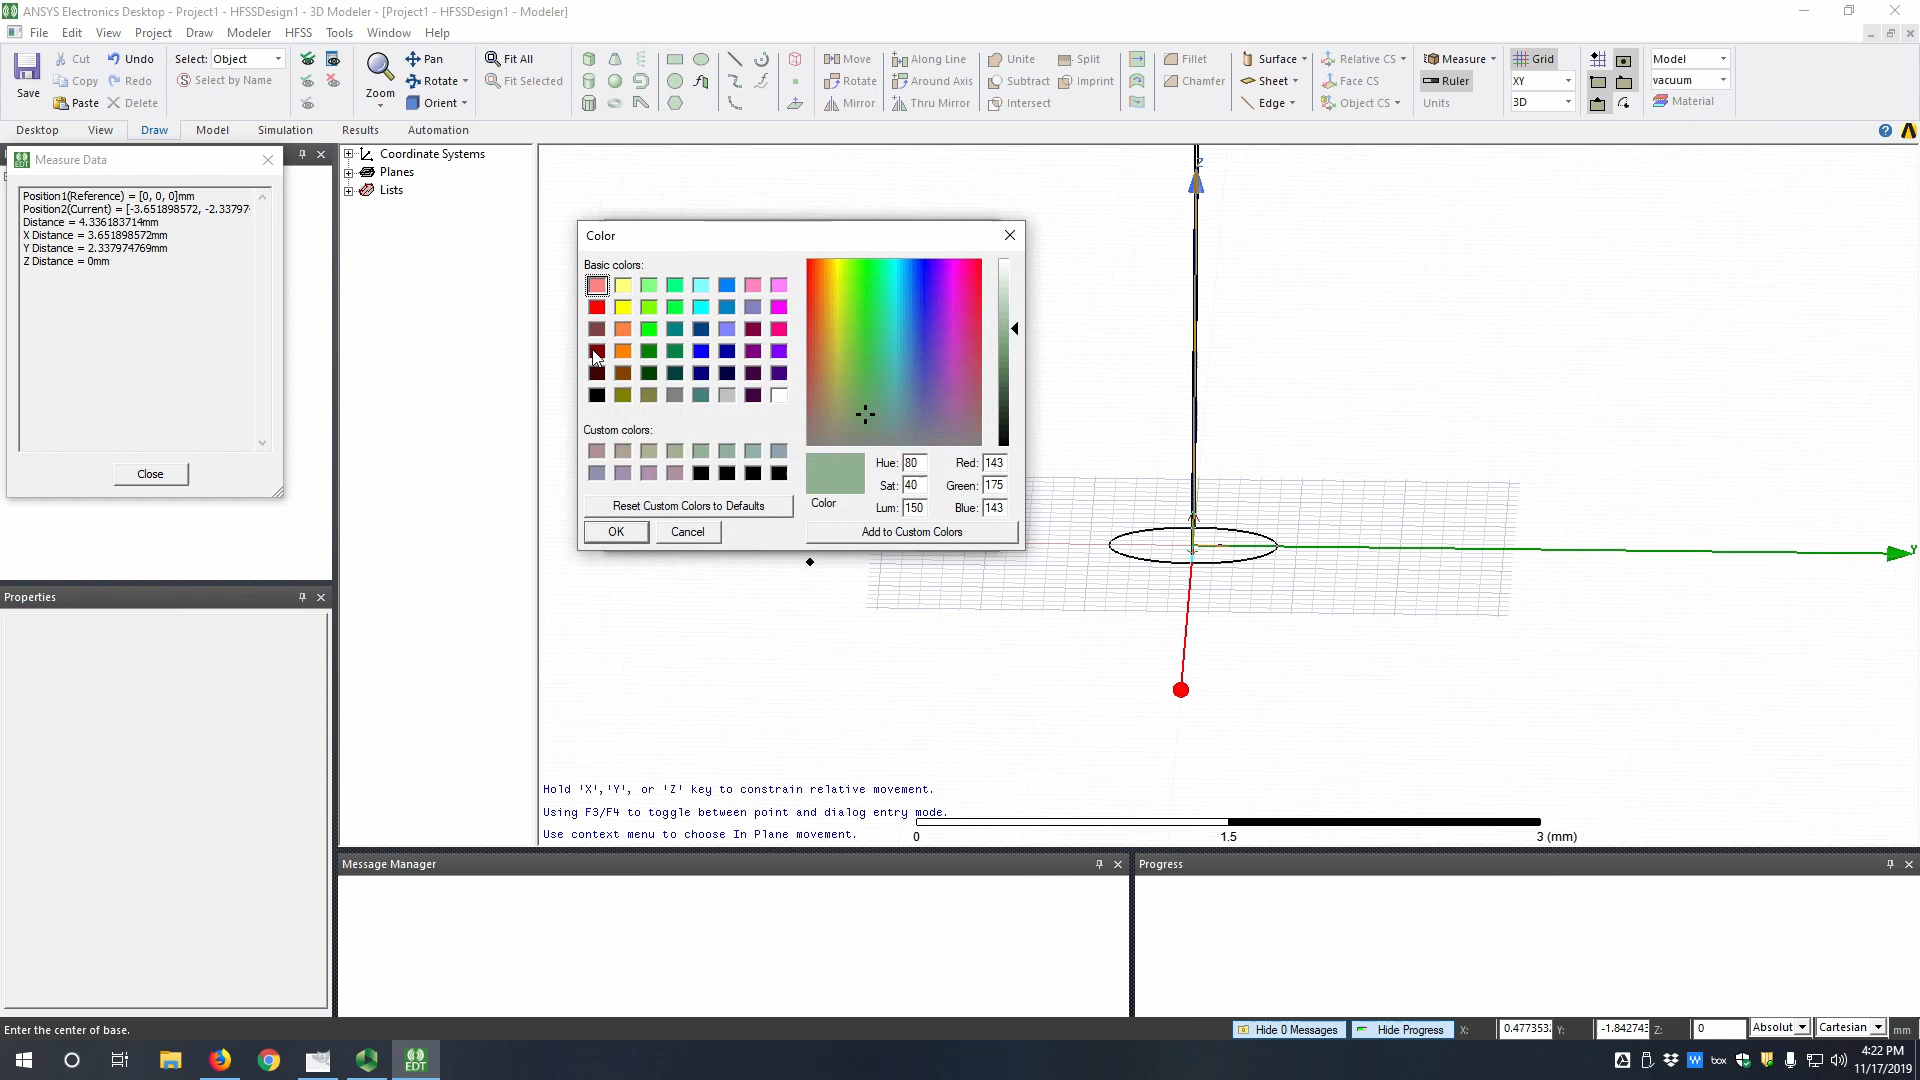 ANSYS Electronics Desktop - Project1 - HFSSDesign1 - 3D Modeler - [Project1 - HFSSDesign1 - Modeler]
File Edit View Project Draw Modeler HFSS Tools Window Help
Save
Cut
Copy
Paste
Undo
Redo
Delete
Select: Object
Select by Name
Zoom
Pan
Rotate
Orient
Fit All
Fit Selected
Move
Rotate
Mirror
Along Line
Around Axis
Thru Mirror
Unite
Subtract
Intersect
Split
Imprint
Fillet
Chamfer
Surface
Sheet
Edge
Relative CS
Face CS
Object CS
Measure
Ruler
Units
Grid
XY
3D
Model
vacuum
Material
Desktop View Draw Model Simulation Results Automation
Measure Data
Position1(Reference) = [0, 0, 0]mm
Position2(Current) = [-3.651898572, -2.33797
Distance = 4.336183714mm
X Distance = 3.651898572mm
Y Distance = 2.337974769mm
Z Distance = 0mm
Close
Coordinate Systems
Planes
Lists
Color
Basic colors:
Custom colors:
Hue: 80 Red: 143
Sat: 40 Green: 175
Lum: 150 Blue: 143
Color
Reset Custom Colors to Defaults
OK Cancel Add to Custom Colors
Z
Y
Properties
Hold 'X','Y', or 'Z' key to constrain relative movement.
Using F3/F4 to toggle between point and dialog entry mode.
Use context menu to choose In Plane movement.
0 1.5 3 (mm)
Message Manager
Progress
Enter the center of base.
Hide 0 Messages Hide Progress X: 0.477353 Y: -1.842743 Z: 0 Absolut Cartesian mm
EDT
box
4:22 PM
11/17/2019